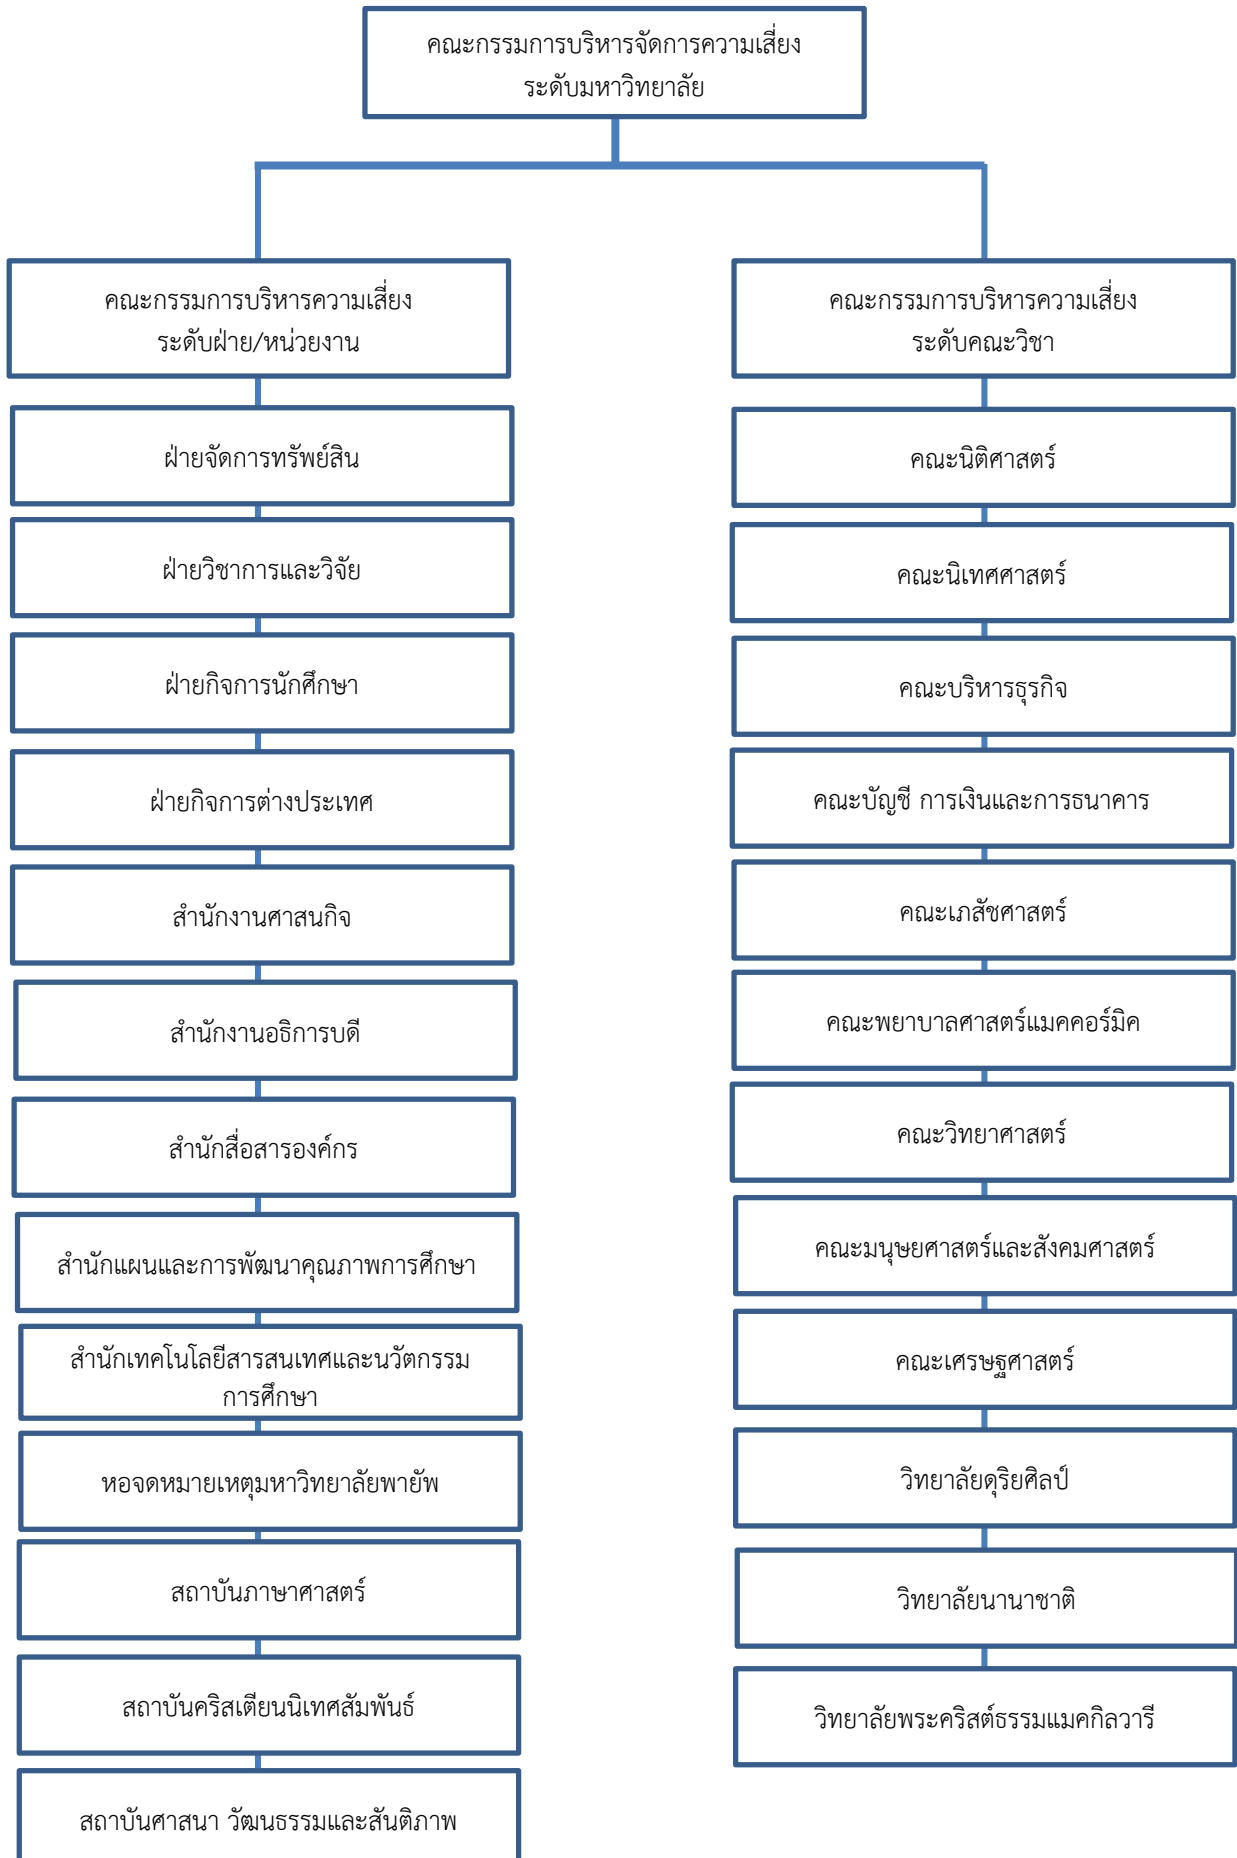 คณะกรรมการบริหารจัดการความเสี่ยง
ระดับมหาวิทยาลัย
คณะกรรมการบริหารความเสี่ยง
ระดับฝ่าย/หน่วยงาน
ฝ่ายจัดการทรัพย์สิน
ฝ่ายวิชาการและวิจัย
ฝ่ายกิจการนักศึกษา
ฝ่ายกิจการต่างประเทศ
สำนักงานศาสนกิจ
สำนักงานอธิการบดี
สำนักสื่อสารองค์กร
สำนักแผนและการพัฒนาคุณภาพการศึกษา
สำนักเทคโนโลยีสารสนเทศและนวัตกรรม
การศึกษา
หอจดหมายเหตุมหาวิทยาลัยพายัพ
สถาบันภาษาศาสตร์
สถาบันคริสเตียนนิเทศสัมพันธ์
สถาบันศาสนา วัฒนธรรมและสันติภาพ
คณะกรรมการบริหารความเสี่ยง
ระดับคณะวิชา
คณะนิติศาสตร์
คณะนิเทศศาสตร์
คณะบริหารธุรกิจ
คณะบัญชี การเงินและการธนาคาร
คณะเภสัชศาสตร์
คณะพยาบาลศาสตร์แมคคอร์มิค
คณะวิทยาศาสตร์
คณะมนุษยศาสตร์และสังคมศาสตร์
คณะเศรษฐศาสตร์
วิทยาลัยดุริยศิลป์
วิทยาลัยนานาชาติ
วิทยาลัยพระคริสต์ธรรมแมคกิลวารี